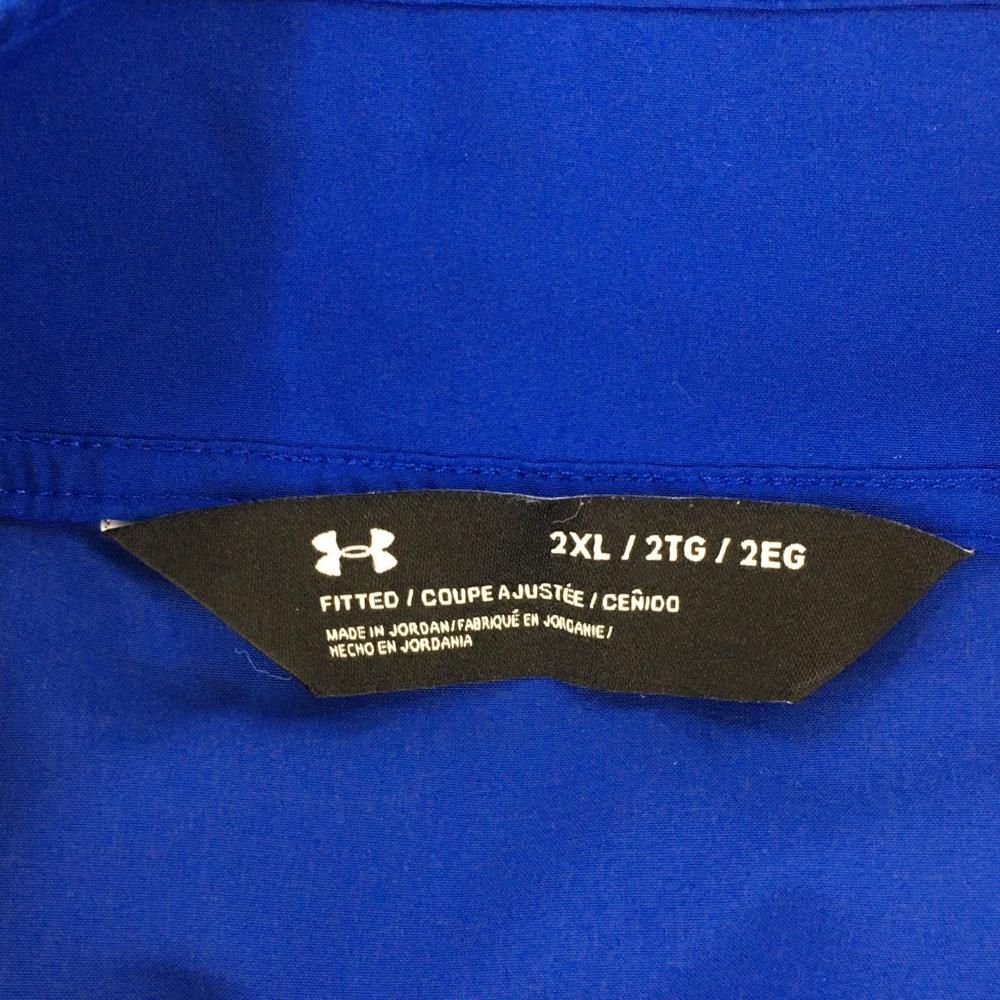 2XL / 2TG / 2EG
FITTED / COUPE AJUSTÉE / CEÑIDO
MADE IN JORDAN/FABRIQUÉ EN JORDANIE/
HECHO EN JORDANIA